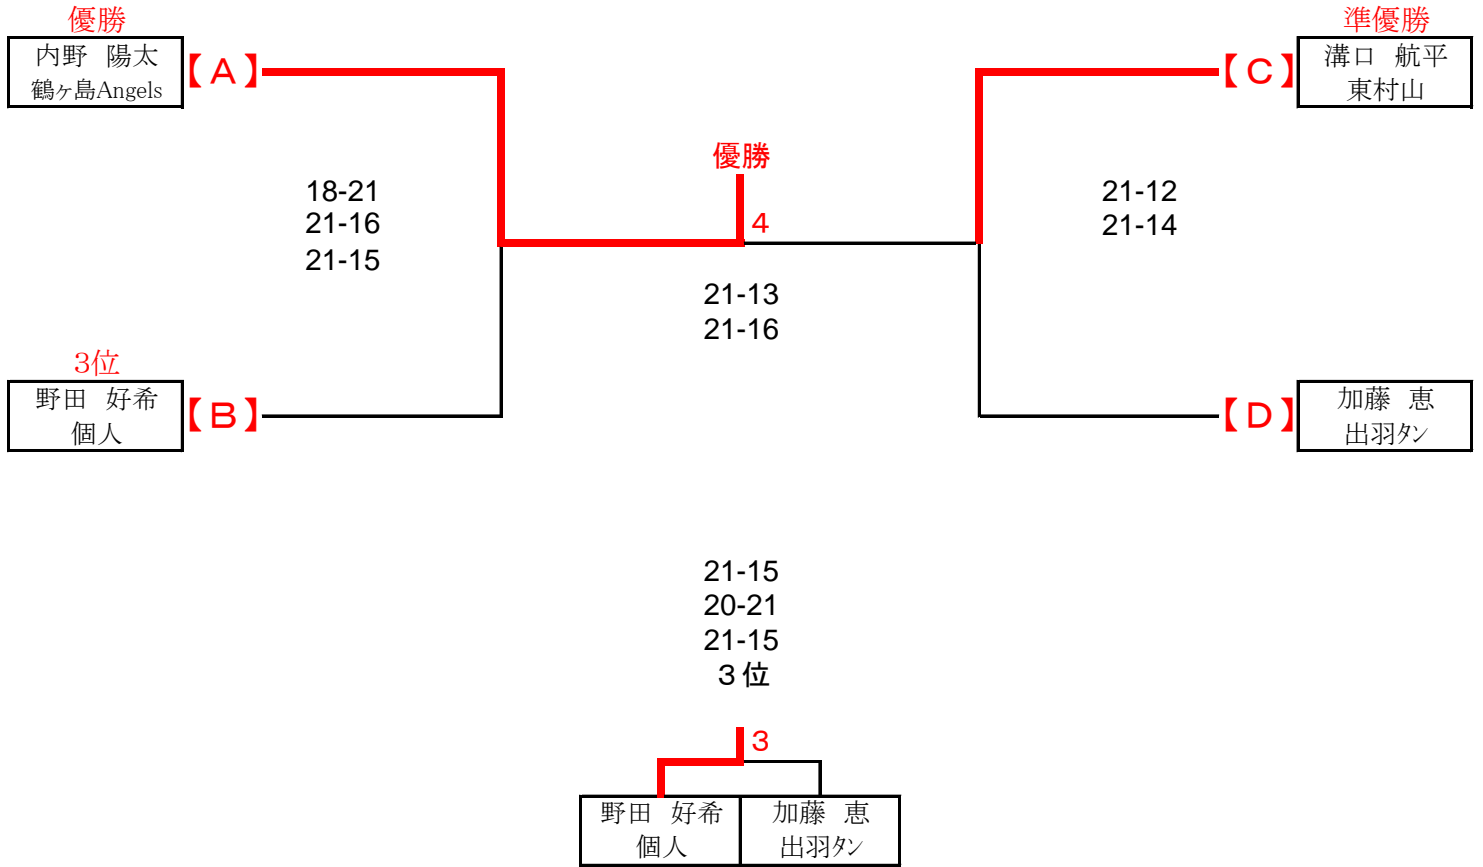 優勝
内野 陽太
鶴ヶ島Angels
【A】
準優勝
溝口 航平
東村山
【C】
優勝
4
18-21
21-16
21-15
21-12
21-14
21-13
21-16
3位
野田 好希
個人
【B】
加藤 恵
出羽タン
【D】
21-15
20-21
21-15
3位
3
野田 好希
個人
加藤 恵
出羽タン